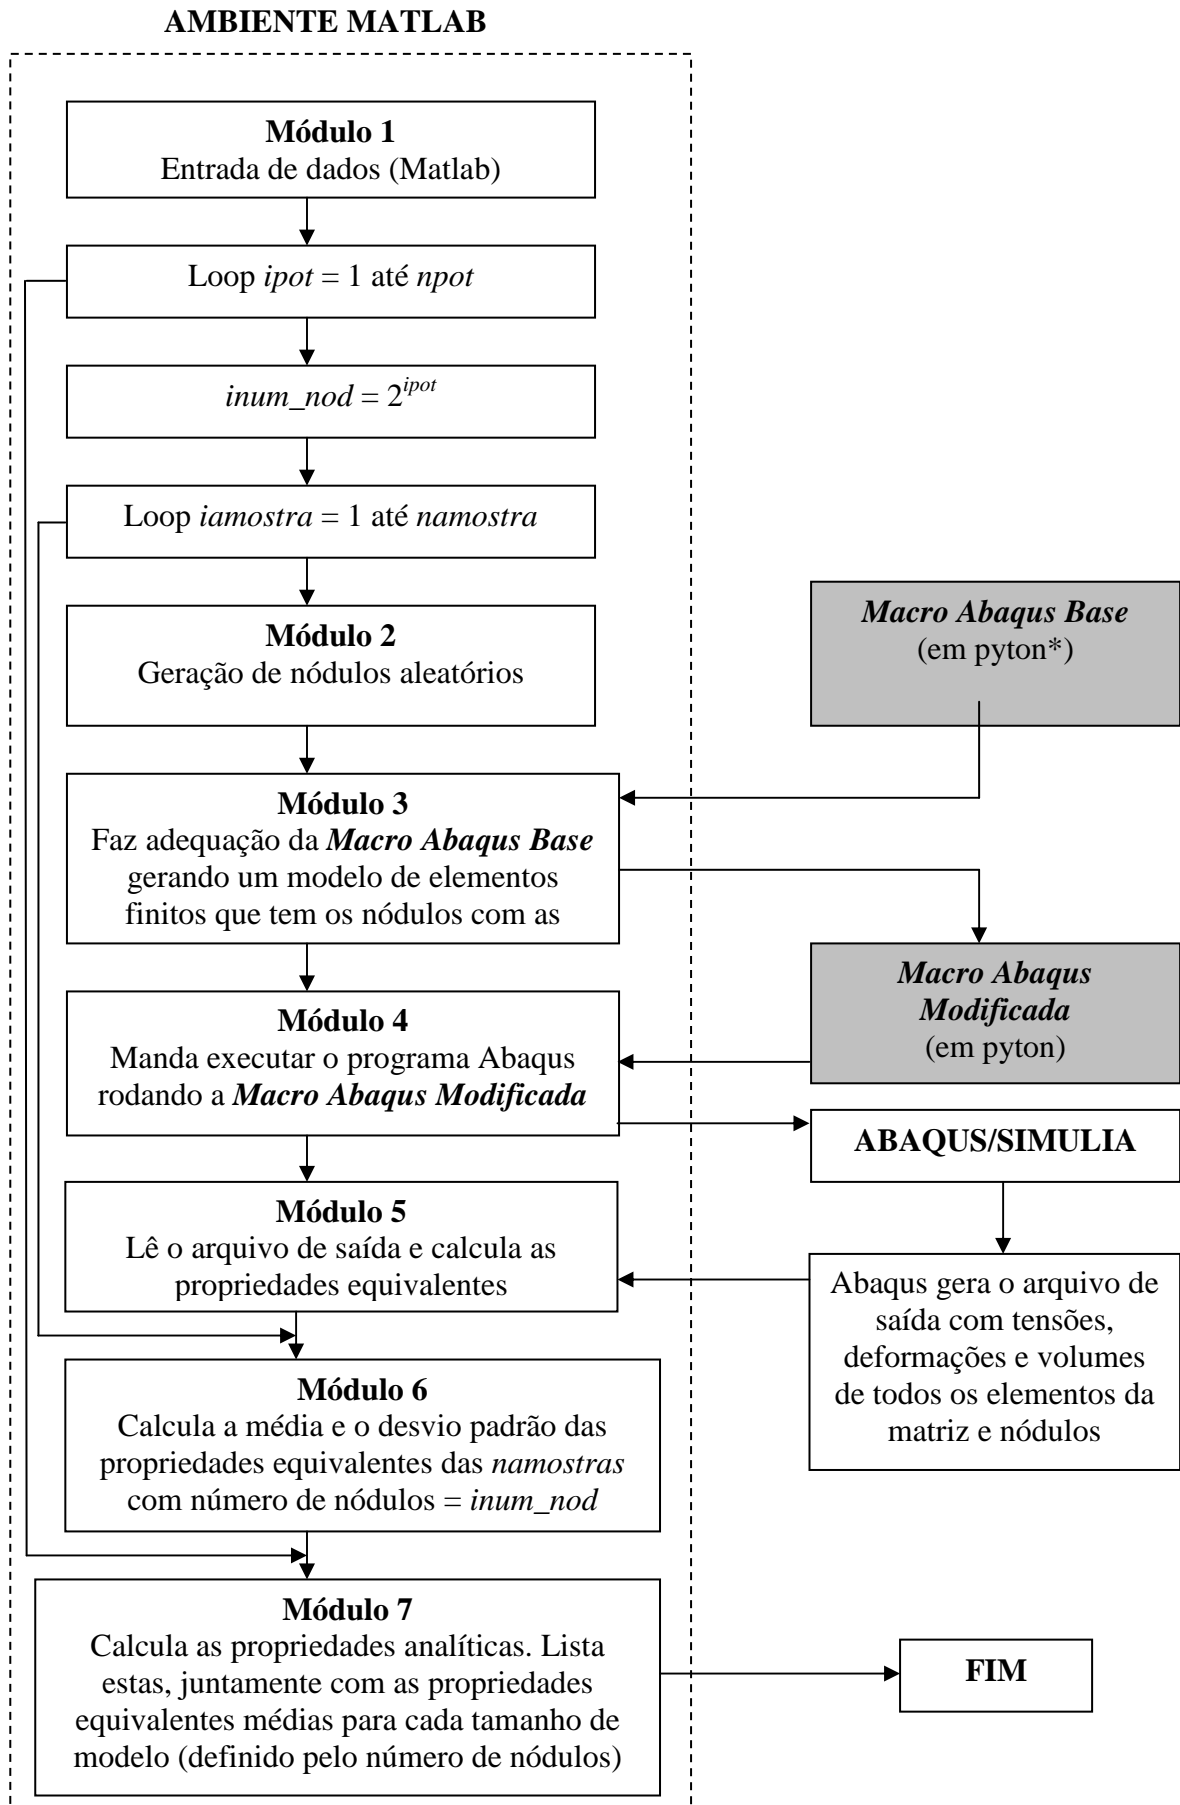 AMBIENTE MATLAB
Módulo 1
Entrada de dados (Matlab)
Loop ipot = 1 até npot
inum_nod = 2^ipot
Loop iamostra = 1 até namostra
Módulo 2
Geração de nódulos aleatórios
Macro Abaqus Base
(em pyton*)
Módulo 3
Faz adequação da Macro Abaqus Base
gerando um modelo de elementos
finitos que tem os nódulos com as
Macro Abaqus
Modificada
(em pyton)
Módulo 4
Manda executar o programa Abaqus
rodando a Macro Abaqus Modificada
ABAQUS/SIMULIA
Módulo 5
Lê o arquivo de saída e calcula as
propriedades equivalentes
Abaqus gera o arquivo de
saída com tensões,
deformações e volumes
de todos os elementos da
matriz e nódulos
Módulo 6
Calcula a média e o desvio padrão das
propriedades equivalentes das namostras
com número de nódulos = inum_nod
Módulo 7
Calcula as propriedades analíticas. Lista
estas, juntamente com as propriedades
equivalentes médias para cada tamanho de
modelo (definido pelo número de nódulos)
FIM